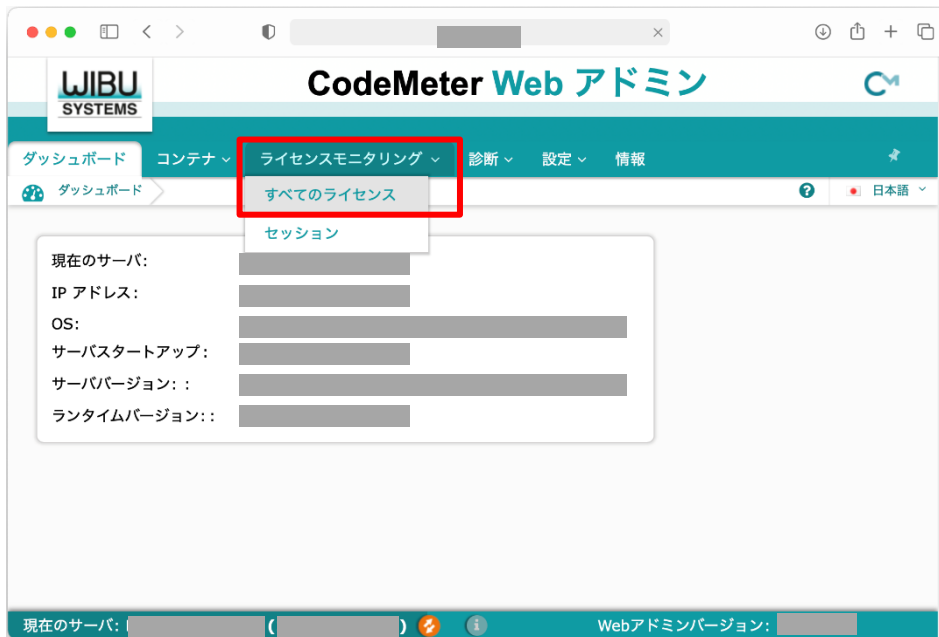 WIBU
SYSTEMS
CodeMeter Web アドミン
ダッシュボード コンテナ ライセンスモニタリング 診断 設定 情報
ダッシュボード
すべてのライセンス
日本語
セッション
現在のサーバ:
IP アドレス:
OS:
サーバスタートアップ:
サーババージョン: :
ランタイムバージョン: :
現在のサーバ: ( ) Webアドミンバージョン: